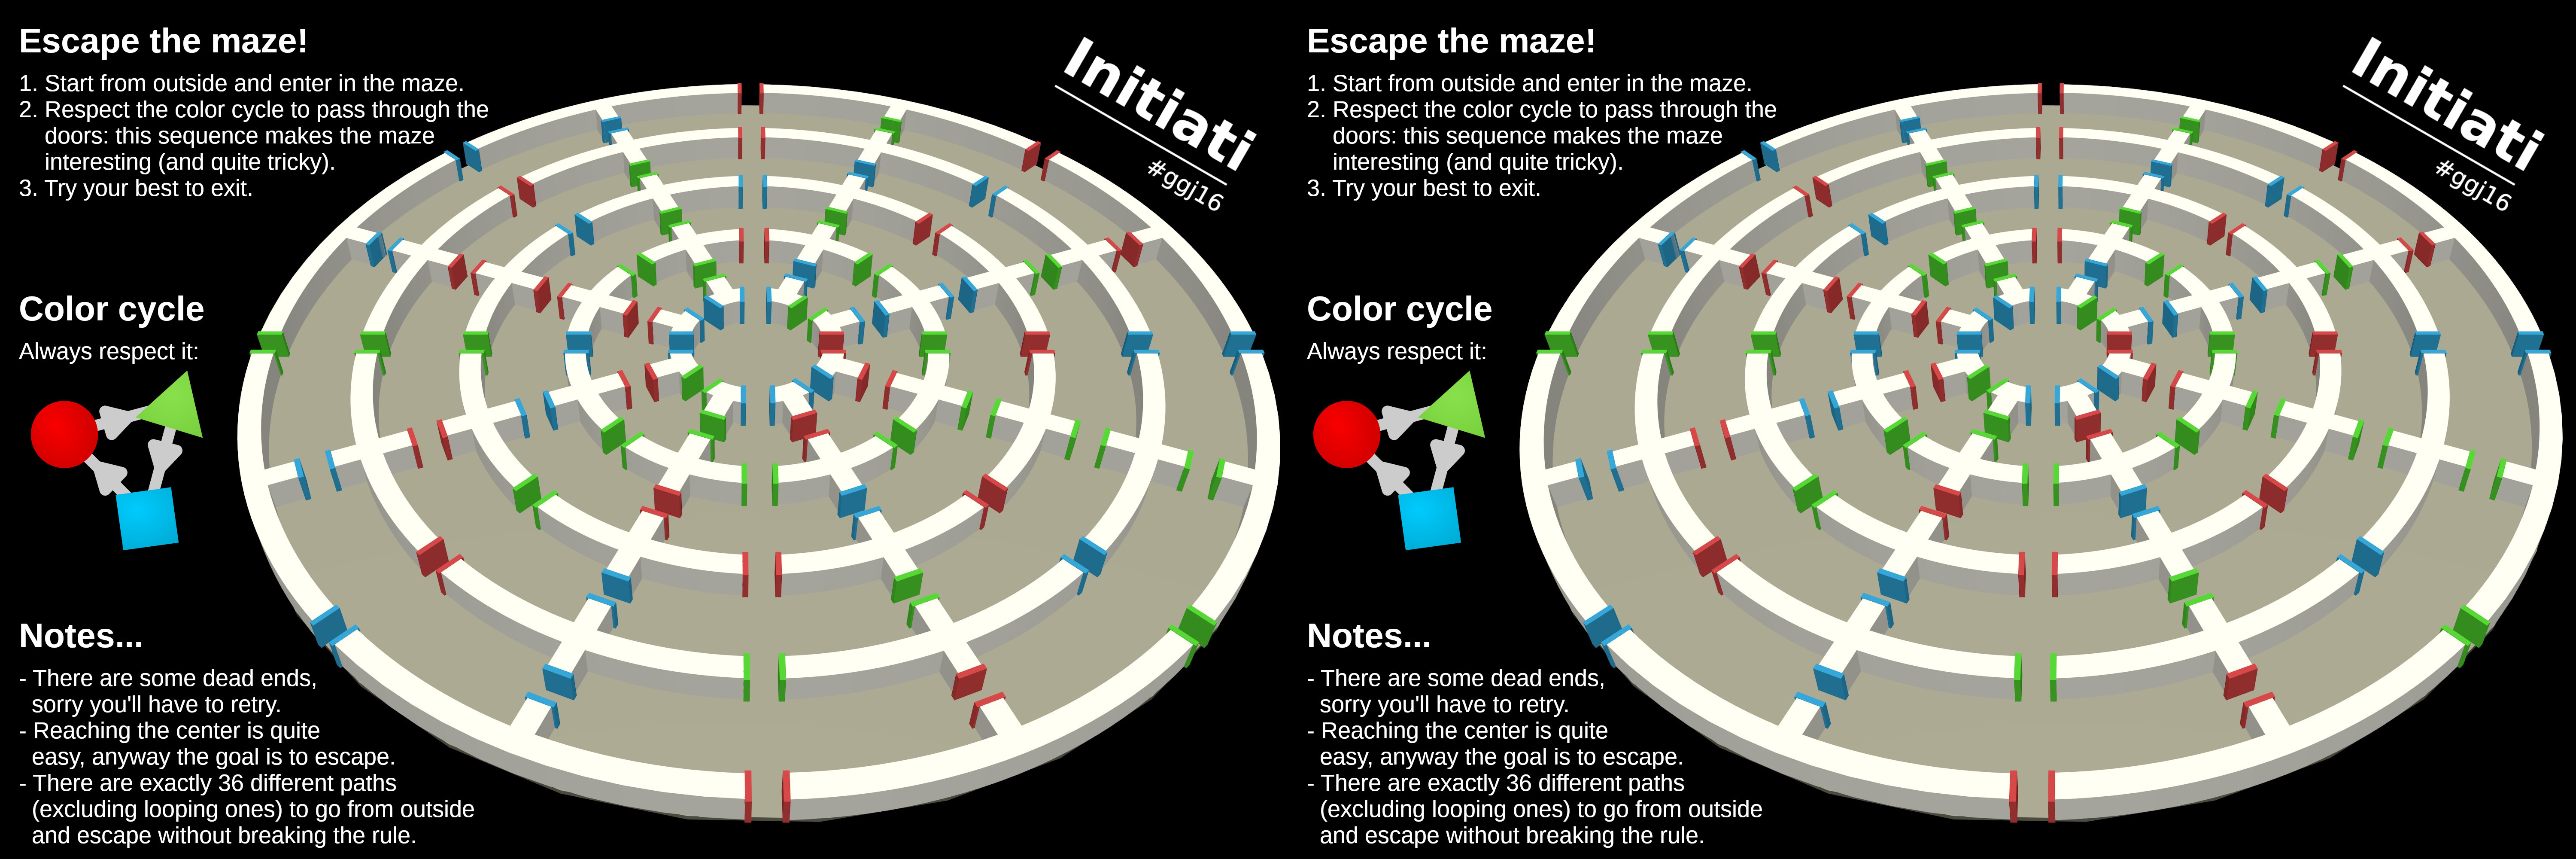 Escape the maze!
1. Start from outside and enter in the maze.
2. Respect the color cycle to pass through the
doors: this sequence makes the maze
interesting (and quite tricky).
3. Try your best to exit.
Initiati
#ggj16
Color cycle
Always respect it:
Notes...
- There are some dead ends,
sorry you'll have to retry.
- Reaching the center is quite
easy, anyway the goal is to escape.
- There are exactly 36 different paths
(excluding looping ones) to go from outside
and escape without breaking the rule.
Escape the maze!
1. Start from outside and enter in the maze.
2. Respect the color cycle to pass through the
doors: this sequence makes the maze
interesting (and quite tricky).
3. Try your best to exit.
Initiati
#ggj16
Color cycle
Always respect it:
Notes...
- There are some dead ends,
sorry you'll have to retry.
- Reaching the center is quite
easy, anyway the goal is to escape.
- There are exactly 36 different paths
(excluding looping ones) to go from outside
and escape without breaking the rule.